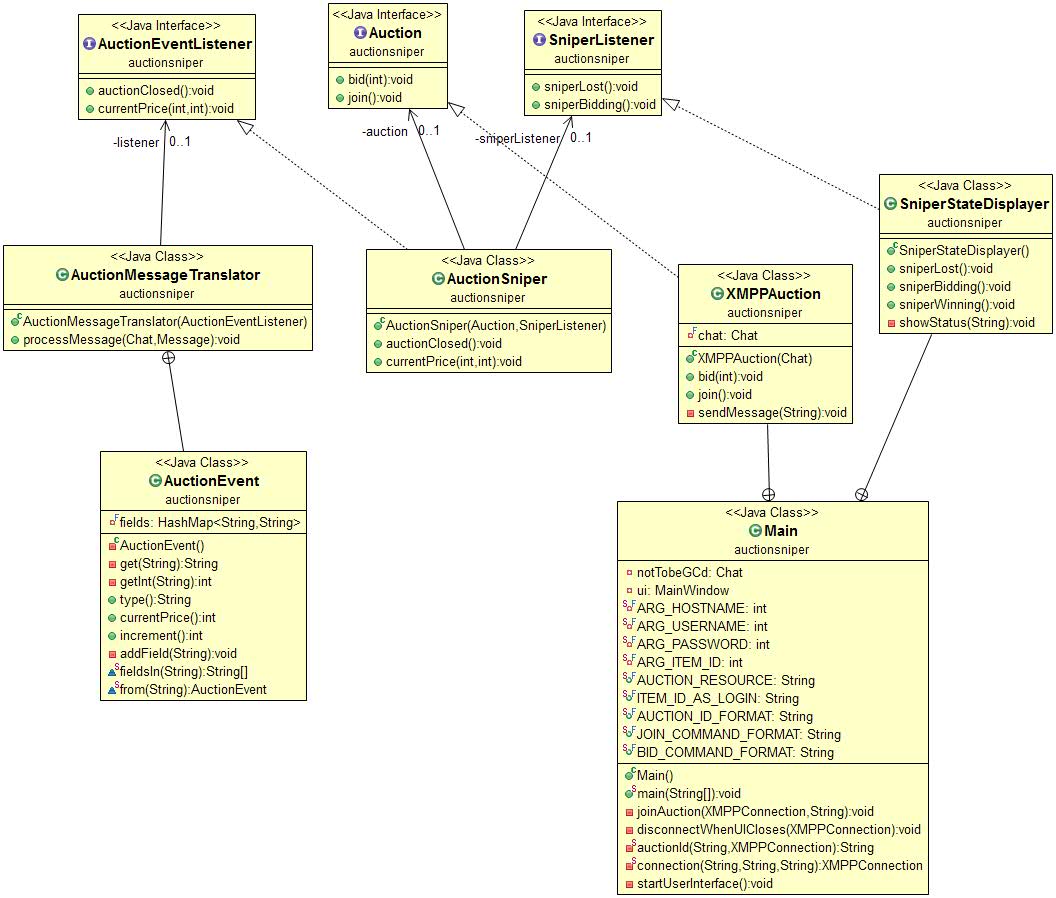 <<Java Interface>>
AuctionEventListener
auctionsniper
auctionClosed():void
currentPrice(int,int):void
<<Java Interface>>
Auction
auctionsniper
bid(int):void
join():void
<<Java Interface>>
SniperListener
auctionsniper
sniperLost():void
sniperBidding():void
-listener 0..1
-auction 0..1
-sniperListener 0..1
<<Java Class>>
SniperStateDisplayer
auctionsniper
SniperStateDisplayer()
sniperLost():void
sniperBidding():void
sniperWinning():void
showStatus(String):void
<<Java Class>>
AuctionMessageTranslator
auctionsniper
AuctionMessageTranslator(AuctionEventListener)
processMessage(Chat,Message):void
<<Java Class>>
AuctionSniper
auctionsniper
AuctionSniper(Auction,SniperListener)
auctionClosed():void
currentPrice(int,int):void
<<Java Class>>
XMPPAuction
auctionsniper
chat: Chat
XMPPAuction(Chat)
bid(int):void
join():void
sendMessage(String):void
<<Java Class>>
AuctionEvent
auctionsniper
fields: HashMap<String,String>
AuctionEvent()
get(String):String
getInt(String):int
type():String
currentPrice():int
increment():int
addField(String):void
fieldsIn(String):String[]
from(String):AuctionEvent
<<Java Class>>
Main
auctionsniper
notTobeGCd: Chat
ui: MainWindow
ARG_HOSTNAME: int
ARG_USERNAME: int
ARG_PASSWORD: int
ARG_ITEM_ID: int
AUCTION_RESOURCE: String
ITEM_ID_AS_LOGIN: String
AUCTION_ID_FORMAT: String
JOIN_COMMAND_FORMAT: String
BID_COMMAND_FORMAT: String
Main()
main(String[]):void
joinAuction(XMPPConnection,String):void
disconnectWhenUICloses(XMPPConnection):void
auctionId(String,XMPPConnection):String
connection(String,String,String):XMPPConnection
startUserInterface():void